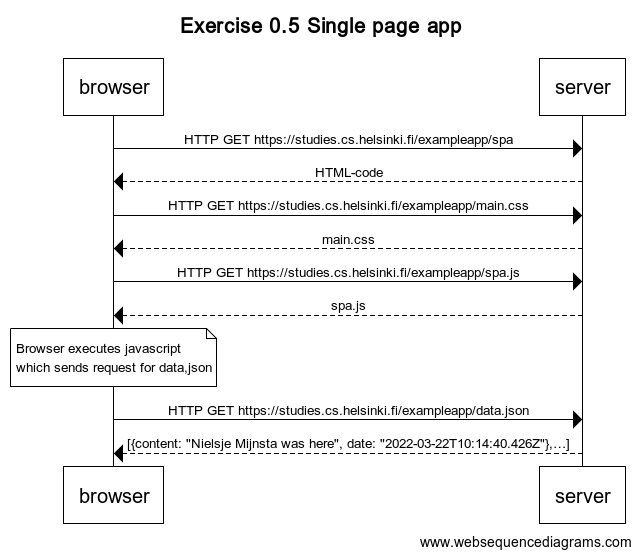 Exercise 0.5 Single page app
browser
server
HTTP GET https://studies.cs.helsinki.fi/exampleapp/spa
HTML-code
HTTP GET https://studies.cs.helsinki.fi/exampleapp/main.css
main.css
HTTP GET https://studies.cs.helsinki.fi/exampleapp/spa.js
spa.js
Browser executes javascript
which sends request for data,json
HTTP GET https://studies.cs.helsinki.fi/exampleapp/data.json
[{content: "Nielsje Mijnsta was here", date: "2022-03-22T10:14:40.426Z"},...]
browser
server
www.websequencediagrams.com